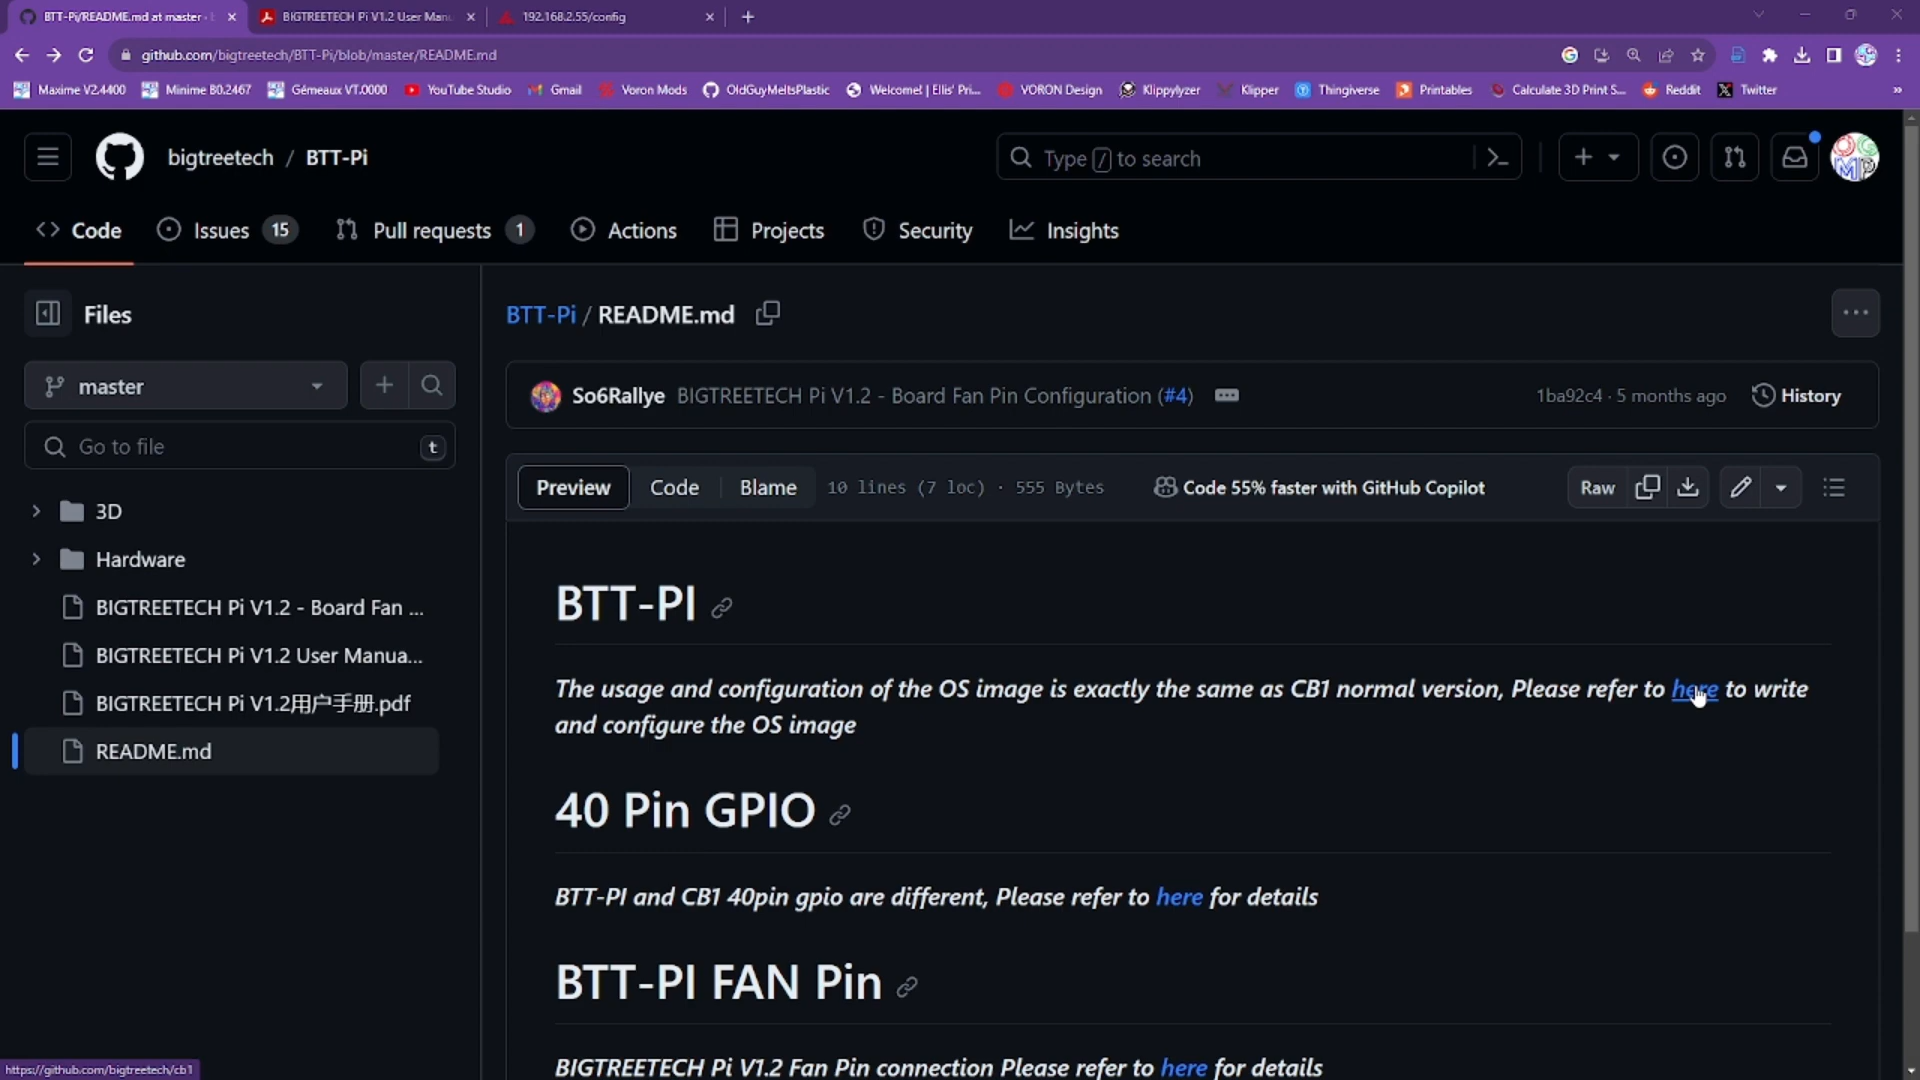 BTT-Pi/README.md at master ·
BIGTREETECH Pi V1.2 User Manu
192.168.2.55/config
github.com/bigtreetech/BTT-Pi/blob/master/README.md
Maxime V2.4400
Minime B0.2467
Gémeaux VT.0000
YouTube Studio
Gmail
Voron Mods
OldGuyMeltsPlastic
Welcome! | Ellis' Pri...
VORON Design
Klippylyzer
Klipper
Thingiverse
Printables
Calculate 3D Print S...
Reddit
Twitter
»
bigtreetech / BTT-Pi
Type / to search
Code
Issues 15
Pull requests 1
Actions
Projects
Security
Insights
Files
master
Go to file
t
3D
Hardware
BIGTREETECH Pi V1.2 - Board Fan ...
BIGTREETECH Pi V1.2 User Manua...
BIGTREETECH Pi V1.2用户手册.pdf
README.md
BTT-Pi / README.md
So6Rallye BIGTREETECH Pi V1.2 - Board Fan Pin Configuration (#4)
1ba92c4 · 5 months ago
History
Preview
Code
Blame
10 lines (7 loc) · 555 Bytes
Code 55% faster with GitHub Copilot
Raw
BTT-PI
The usage and configuration of the OS image is exactly the same as CB1 normal version, Please refer to here to write
and configure the OS image
40 Pin GPIO
BTT-PI and CB1 40pin gpio are different, Please refer to here for details
BTT-PI FAN Pin
BIGTREETECH Pi V1.2 Fan Pin connection Please refer to here for details
https://github.com/bigtreetech/cb1